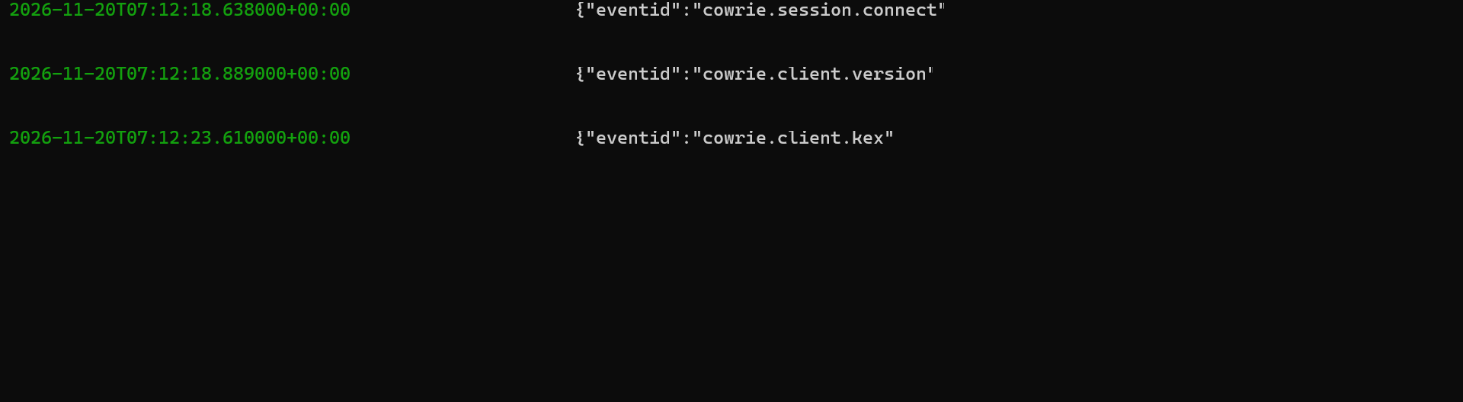 2026-11-20T07:12:18.638000+00:00 {"eventid":"cowrie.session.connect"
2026-11-20T07:12:18.889000+00:00 {"eventid":"cowrie.client.version"
2026-11-20T07:12:23.610000+00:00 {"eventid":"cowrie.client.kex"